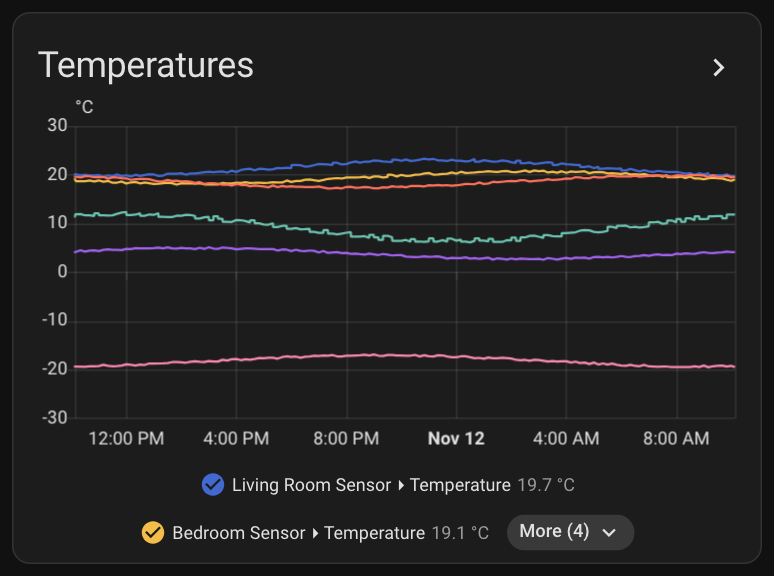 Temperatures
°C
30
20
10
0
-10
-20
-30
12:00 PM 4:00 PM 8:00 PM Nov 12 4:00 AM 8:00 AM
Living Room Sensor ▸ Temperature 19.7 °C
Bedroom Sensor ▸ Temperature 19.1 °C More (4)